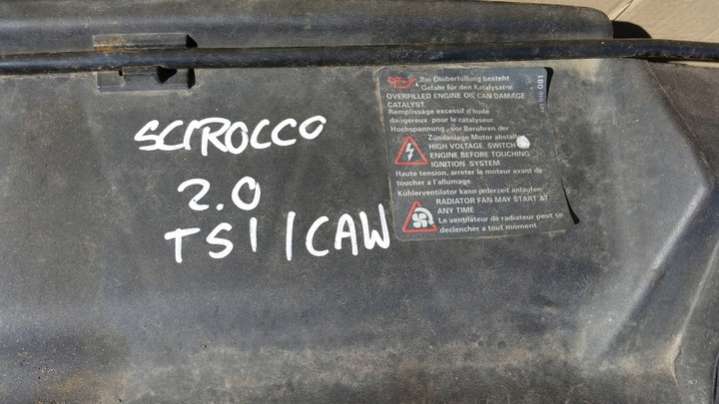 SCIROCCO
2.0
TSI/CAW
Bei Ölüberfüllung besteht
Gefahr für den Katalysator
OVERFILLED ENGINE OIL CAN DAMAGE
CATALYST
Remplissage excessif d'huile
dangereux pour le catalyseur
Hochspannung, vor Berühren der
Zündanlage Motor abstellen
HIGH VOLTAGE. SWITCH
ENGINE BEFORE TOUCHING
IGNITION SYSTEM
Haute tension, arreter le moteur avant de
toucher a l'allumage.
Kühlerventilator kann jederzeit anlaufen
RADIATOR FAN MAY START AT
ANY TIME
Le ventilateur de radiateur peut se
declencher a tout moment